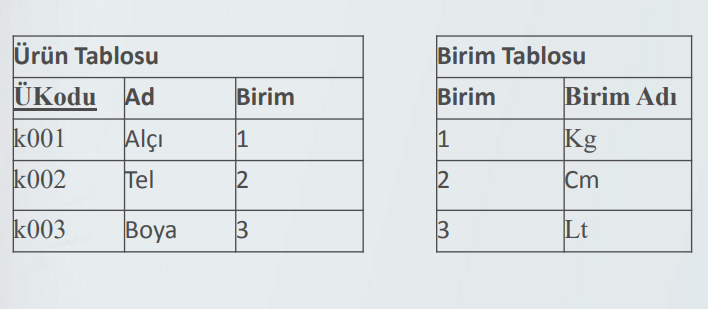 Ürün Tablosu
ÜKodu Ad Birim
k001 Alçı 1
k002 Tel 2
k003 Boya 3
Birim Tablosu
Birim Birim Adı
1 Kg
2 Cm
3 Lt